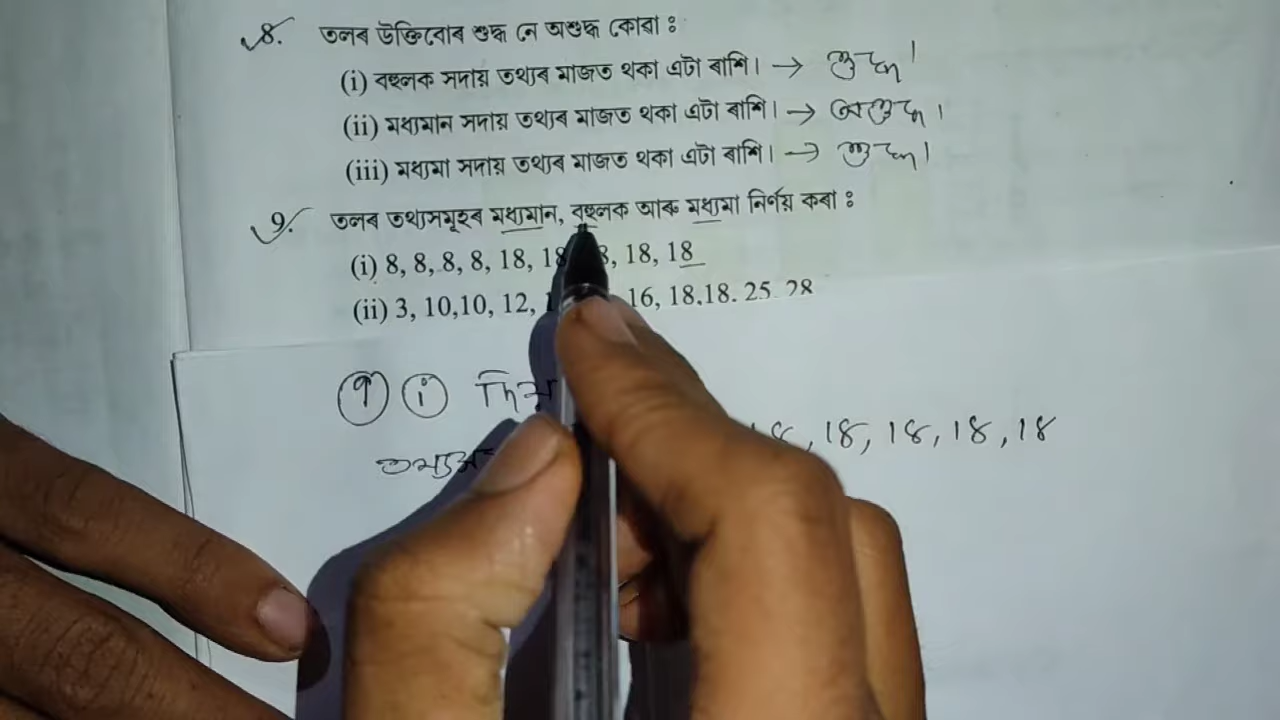 8. তলৰ উক্তিবোৰ শুদ্ধ নে অশুদ্ধ কোৱা :
(i) বহুলক সদায় তথ্যৰ মাজত থকা এটা ৰাশি। → শুদ্ধ।
(ii) মধ্যমান সদায় তথ্যৰ মাজত থকা এটা ৰাশি। → অশুদ্ধ।
(iii) মধ্যমা সদায় তথ্যৰ মাজত থকা এটা ৰাশি। → শুদ্ধ।
9. তলৰ তথ্যসমূহৰ মধ্যমান, বহুলক আৰু মধ্যমা নিৰ্ণয় কৰা :
(i) 8, 8, 8, 8, 18, 18, 18
(ii) 3, 10,10, 12, 16, 18,18. 25. 28
9 i
18, 18, 18, 18